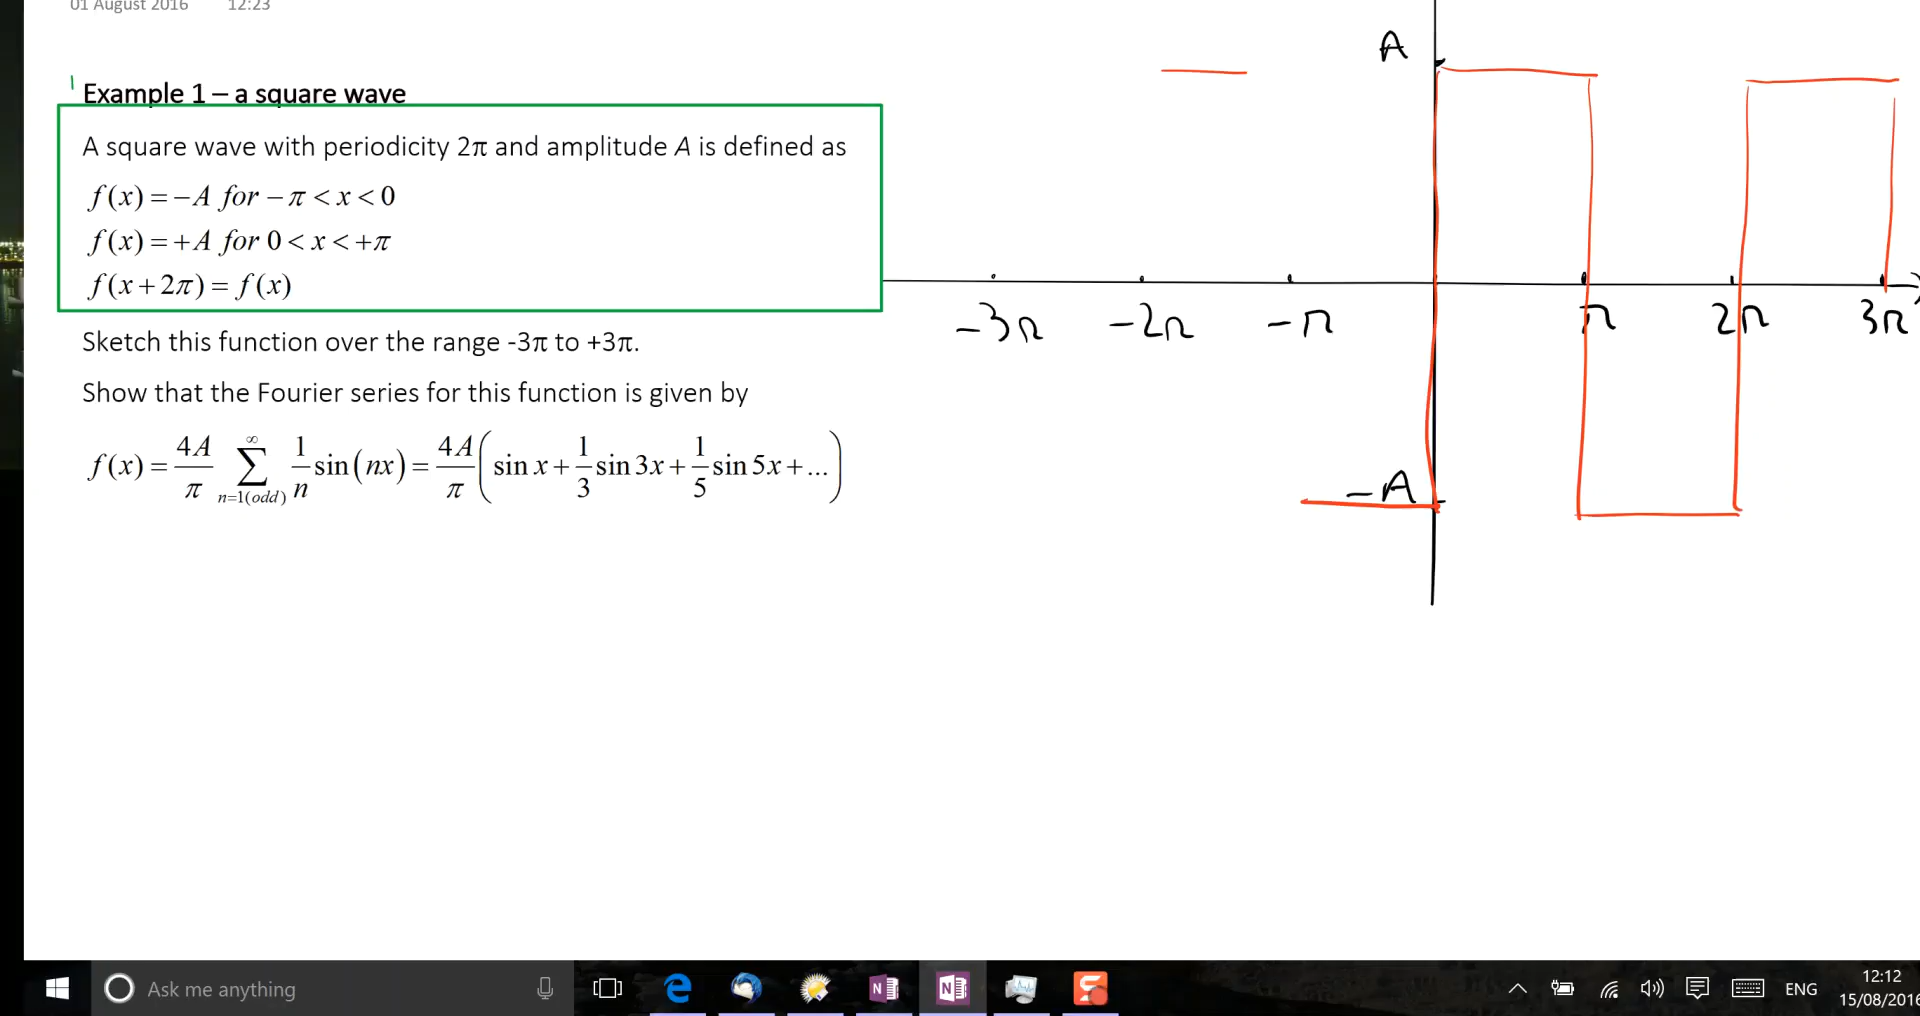 01 August 2016 12:23
Example 1 – a square wave
A square wave with periodicity 2π and amplitude A is defined as
f(x) = −A for − π < x < 0
f(x) = +A for 0 < x < +π
f(x + 2π) = f(x)
Sketch this function over the range -3π to +3π.
Show that the Fourier series for this function is given by
f(x) = 4A/π ∑_{n=1(odd)}^{∞} 1/n sin(nx) = 4A/π (sin x + 1/3 sin 3x + 1/5 sin 5x + ...)
A
−3π −2π −π π 2π 3π
−A
Ask me anything
ENG
12:12
15/08/2016